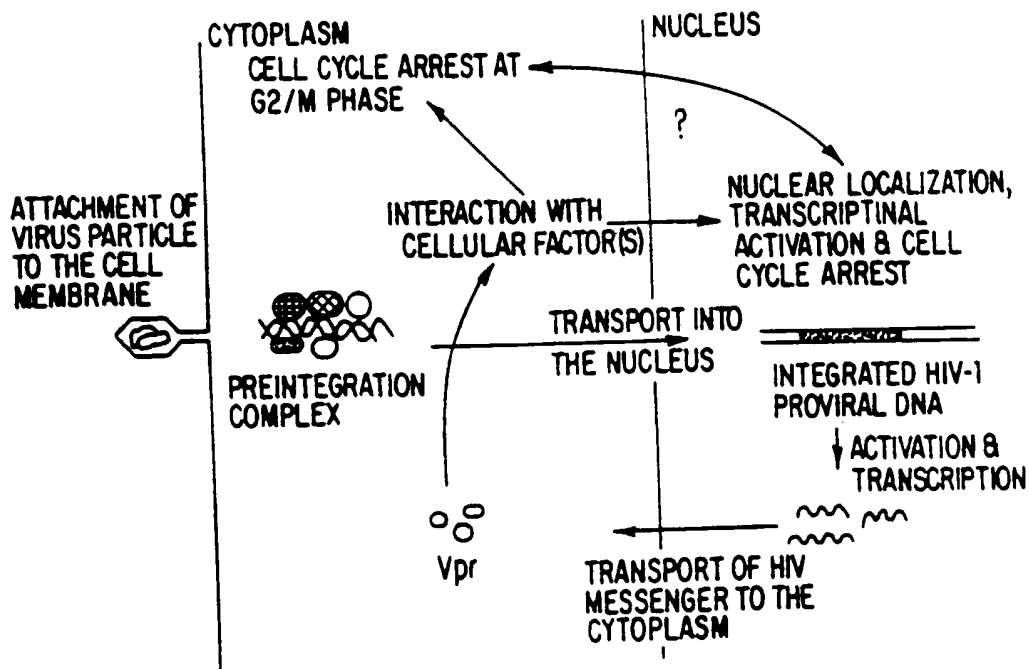 CYTOPLASM
CELL CYCLE ARREST AT
G2/M PHASE
NUCLEUS
?
ATTACHMENT OF
VIRUS PARTICLE
TO THE CELL
MEMBRANE
INTERACTION WITH
CELLULAR FACTOR(S)
NUCLEAR LOCALIZATION,
TRANSCRIPTINAL
ACTIVATION & CELL
CYCLE ARREST
PREINTEGRATION
COMPLEX
TRANSPORT INTO
THE NUCLEUS
INTEGRATED HIV-1
PROVIRAL DNA
ACTIVATION &
TRANSCRIPTION
Vpr
TRANSPORT OF HIV
MESSENGER TO THE
CYTOPLASM